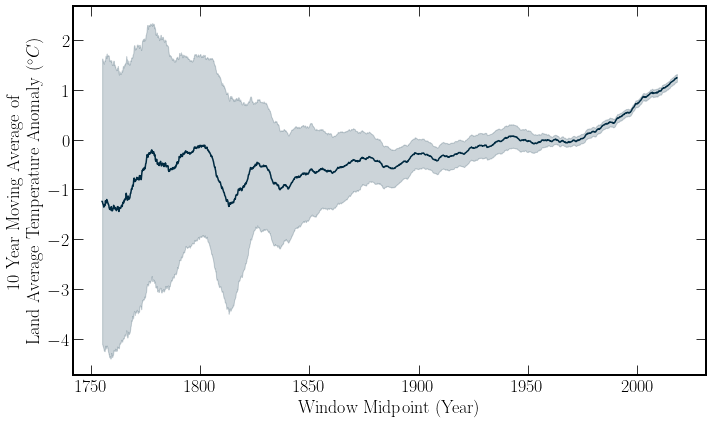 10 Year Moving Average of
Land Average Temperature Anomaly (°C)
2
1
0
−1
−2
−3
−4
1750 1800 1850 1900 1950 2000
Window Midpoint (Year)